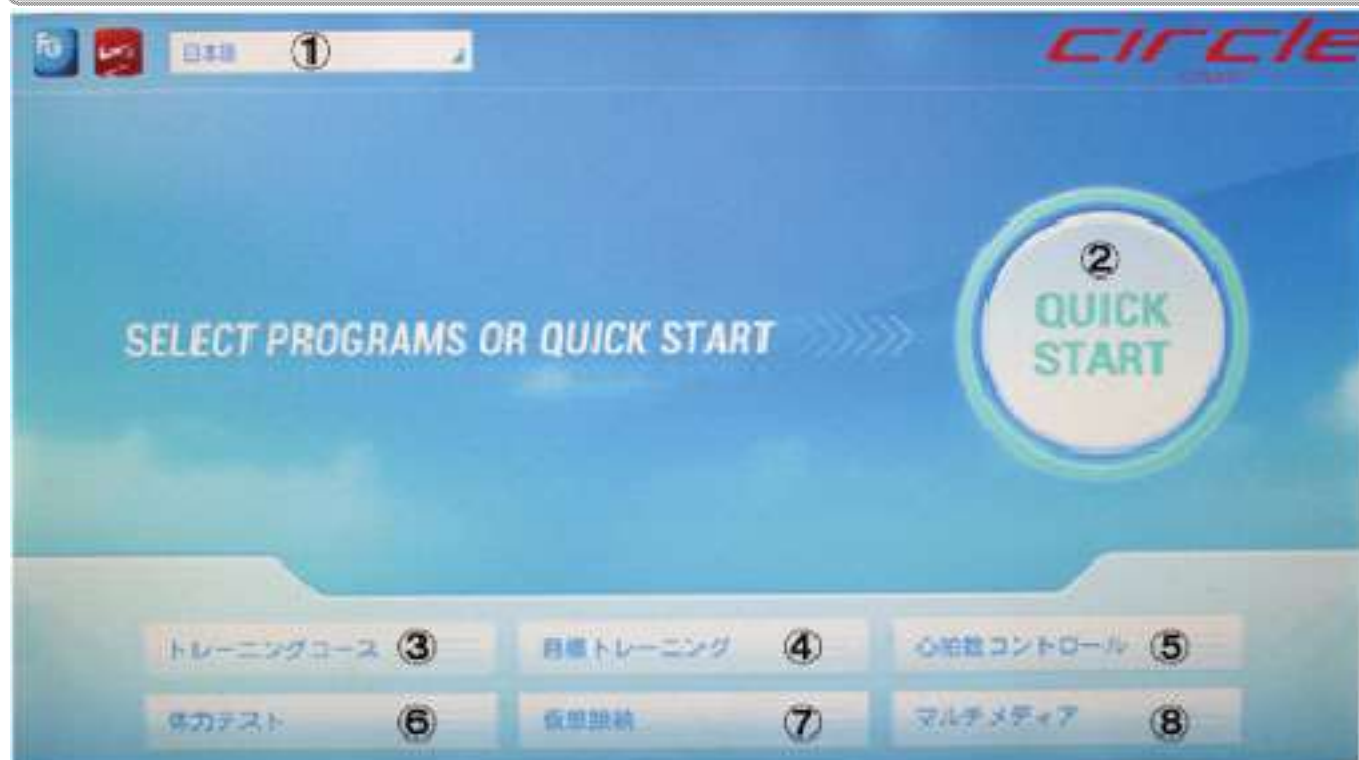 日本語 ①
circle
②
QUICK
START
SELECT PROGRAMS OR QUICK START
トレーニングコース ③
目標トレーニング ④
心拍数コントロール ⑤
体力テスト ⑥
⑦
マルチメディア ⑧